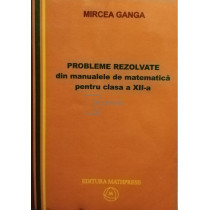 MIRCEA GANGA
PROBLEME REZOLVATE
din manualele de matematică
pentru clasa a XII-a
EDITURA MATHPRESS